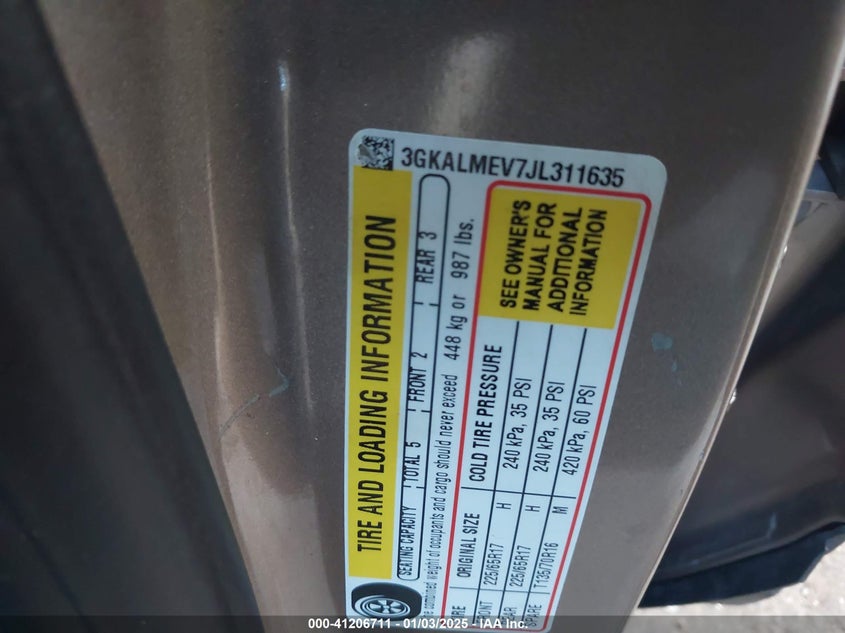 3GKALMEV7JL311635
TIRE AND LOADING INFORMATION
SEATING CAPACITY TOTAL 5 FRONT 2 REAR 3
combined weight of occupants and cargo should never exceed 448 kg or 987 lbs.
ORIGINAL SIZE COLD TIRE PRESSURE
225/65R17 H 240 kPa, 35 PSI
225/65R17 H 240 kPa, 35 PSI
SPARE T135/70R16 M 420 kPa, 60 PSI
SEE OWNER'S
MANUAL FOR
ADDITIONAL
INFORMATION
000-41206711 - 01/03/2025 - IAA Inc.